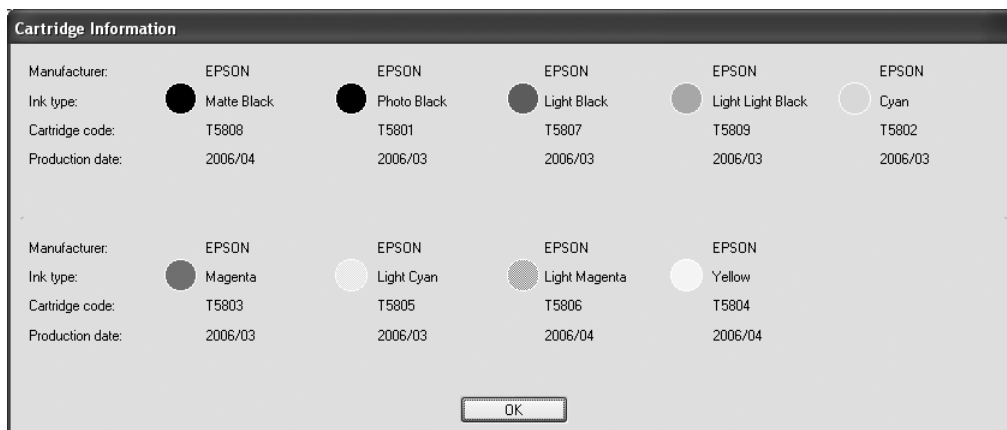 Cartridge Information
Manufacturer: EPSON EPSON EPSON EPSON EPSON
Ink type: Matte Black Photo Black Light Black Light Light Black Cyan
Cartridge code: T5808 T5801 T5807 T5809 T5802
Production date: 2006/04 2006/03 2006/03 2006/03 2006/03
Manufacturer: EPSON EPSON EPSON EPSON
Ink type: Magenta Light Cyan Light Magenta Yellow
Cartridge code: T5803 T5805 T5806 T5804
Production date: 2006/03 2006/03 2006/04 2006/04
OK